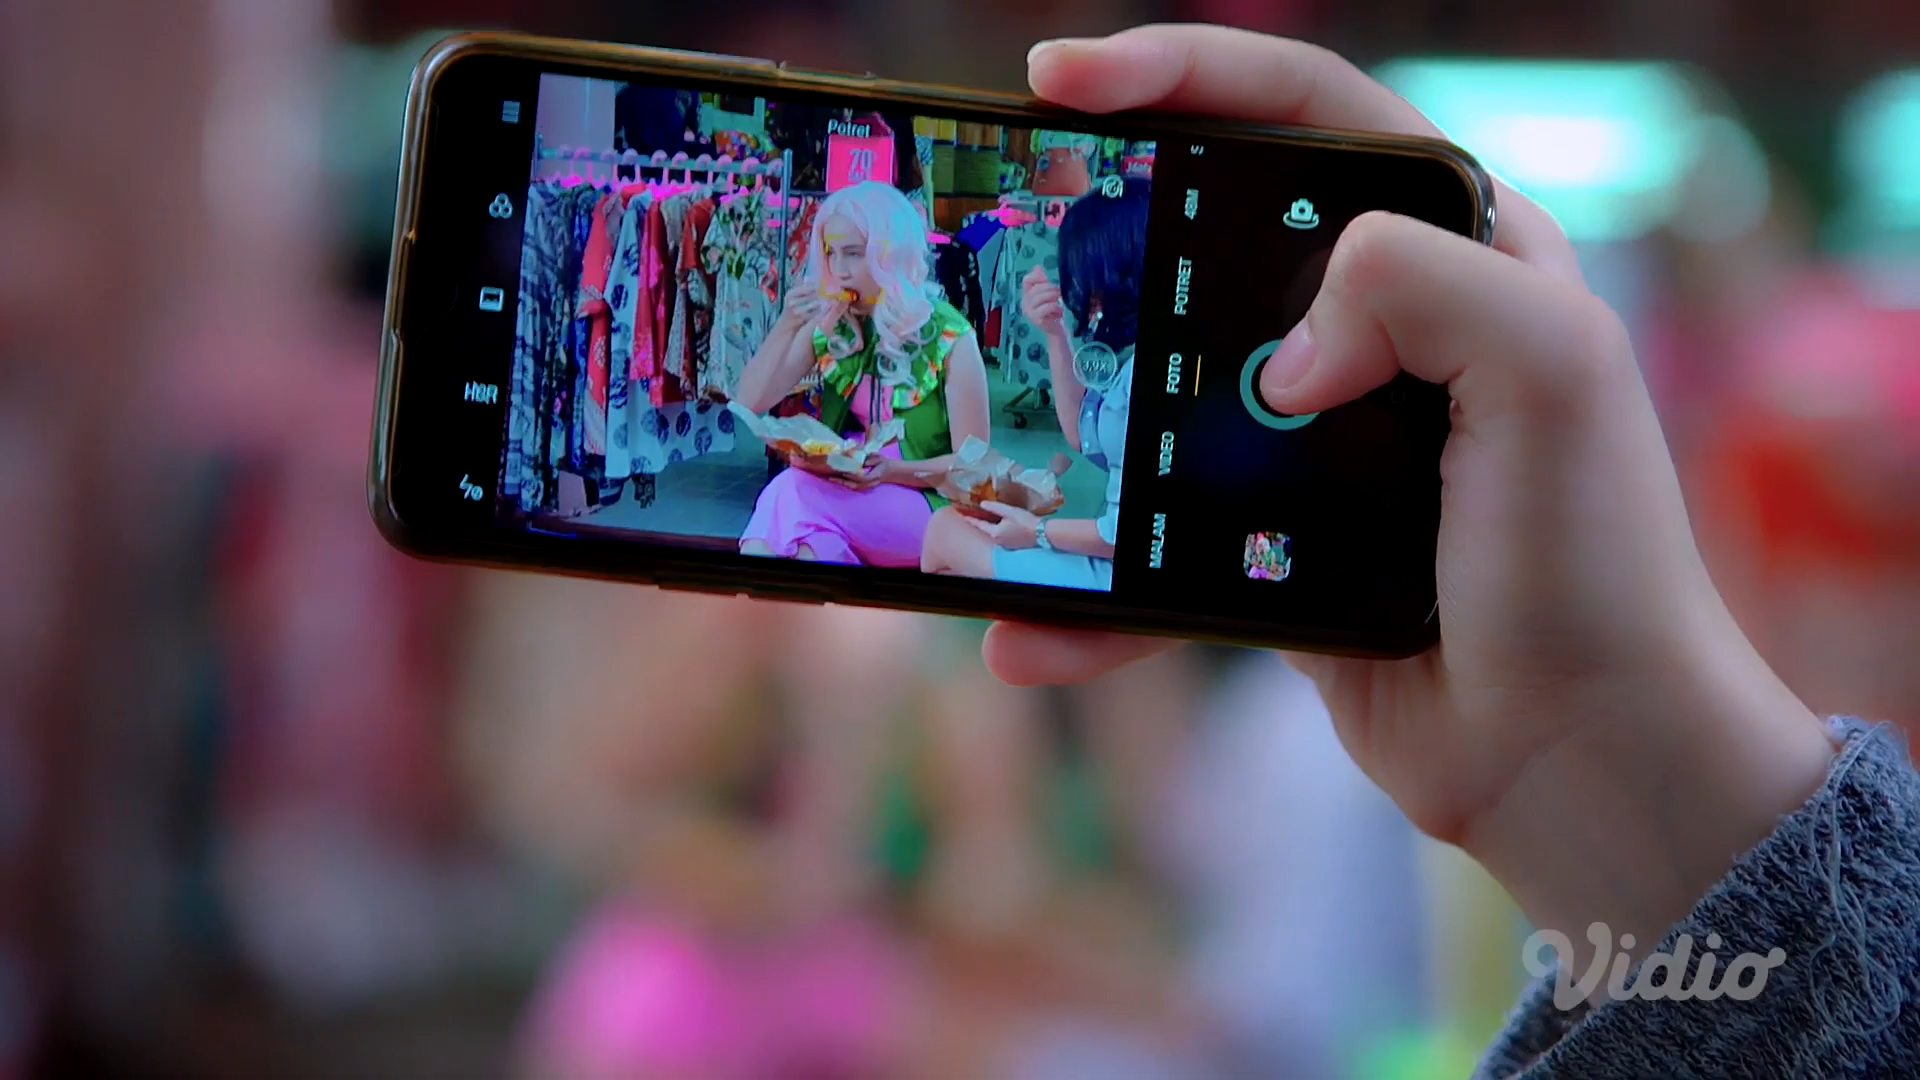 Potret
HDR
S
48M
POTRET
FOTO
VIDEO
MALAM
Vidio